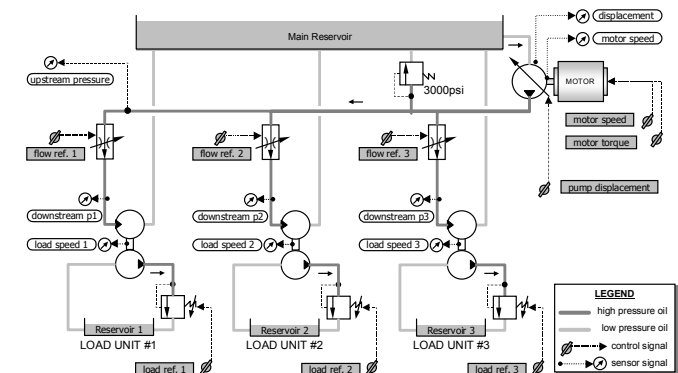 displacement
motor speed
Main Reservoir
upstream pressure
3000psi
MOTOR
motor speed
motor torque
flow ref. 1
flow ref. 2
flow ref. 3
pump displacement
downstream p1
downstream p2
downstream p3
load speed 1
load speed 2
load speed 3
LEGEND
high pressure oil
low pressure oil
control signal
sensor signal
Reservoir 1
Reservoir 2
Reservoir 3
LOAD UNIT #1
LOAD UNIT #2
LOAD UNIT #3
load ref. 1
load ref. 2
load ref. 3